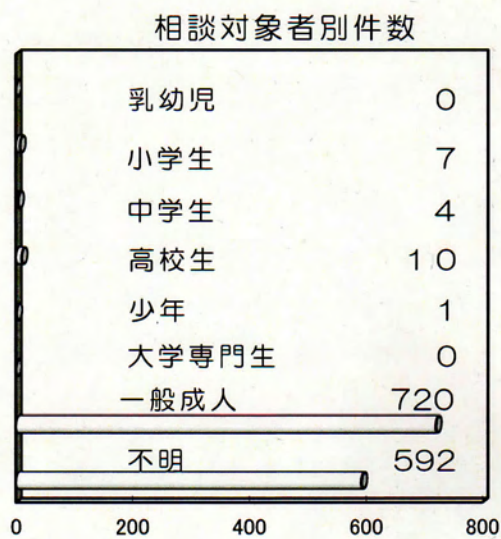 相談対象者別件数
乳幼児 0
小学生 7
中学生 4
高校生 10
少年 1
大学専門生 0
一般成人 720
不明 592
0 200 400 600 800